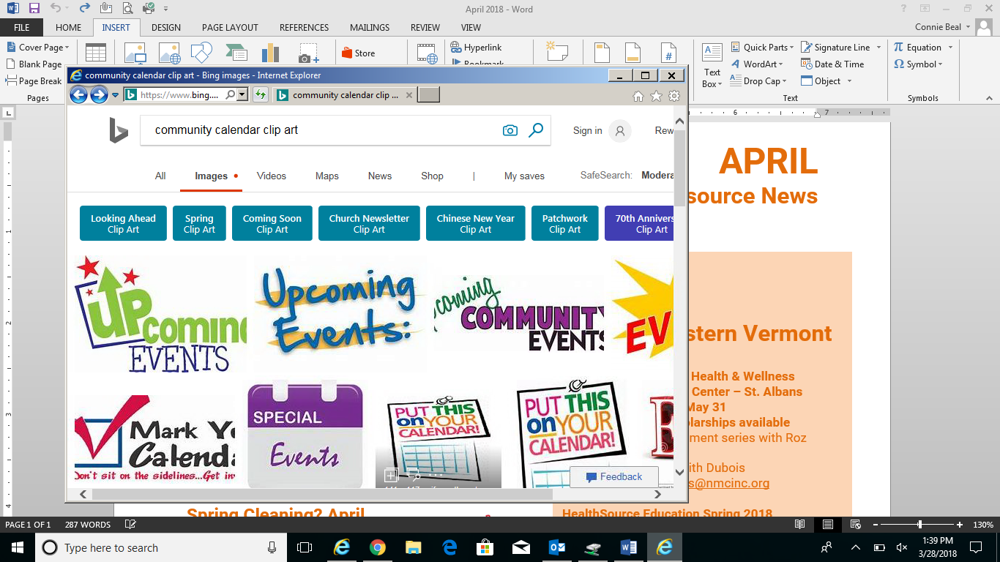 April 2018 - Word
FILE HOME INSERT DESIGN PAGE LAYOUT REFERENCES MAILINGS REVIEW VIEW
Connie Beal
Cover Page
Blank Page
Page Break
Pages
Store
Hyperlink
Bookmark
Text
Box
Quick Parts
WordArt
Drop Cap
Signature Line
Date & Time
Object
Text
Equation
Symbol
Symbols
community calendar clip art - Bing images - Internet Explorer
https://www.bing....
community calendar clip ...
community calendar clip art
Sign in
Rew
All Images Videos Maps News Shop | My saves
SafeSearch: Modera
Looking Ahead
Clip Art
Spring
Clip Art
Coming Soon
Clip Art
Church Newsletter
Clip Art
Chinese New Year
Clip Art
Patchwork
Clip Art
70th Annivers
Clip Art
UPcoming
EVENTS
Upcoming
Events:
coming
COMMUNITY
EVENTS
EV
Mark Yo
Calenda
Don't sit on the sidelines...Get inv
SPECIAL
Events
PUT THIS
on YOUR
CALENDAR!
PUT THIS
on YOUR
CALENDAR!
E
Feedback
6 7
1
2
3
4
APRIL
source News
stern Vermont
Health & Wellness
Center – St. Albans
May 31
larships available
ment series with Roz
ith Dubois
s@nmcinc.org
HealthSource Education Spring 2018
Spring Cleaning? April
PAGE 1 OF 1 287 WORDS
130%
Type here to search
1:39 PM
3/28/2018